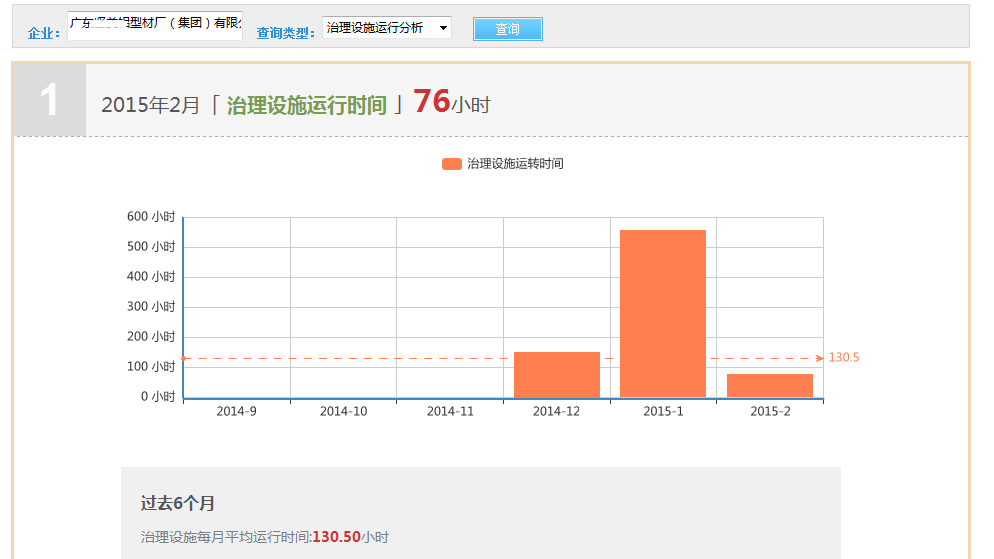 企业： 广东 型材厂（集团）有限 查询类型： 治理设施运行分析 查询
1 2015年2月「 治理设施运行时间 」 76小时
治理设施运转时间
600 小时
500 小时
400 小时
300 小时
200 小时
130.5
100 小时
0 小时
2014-9 2014-10 2014-11 2014-12 2015-1 2015-2
过去6个月
治理设施每月平均运行时间:130.50小时